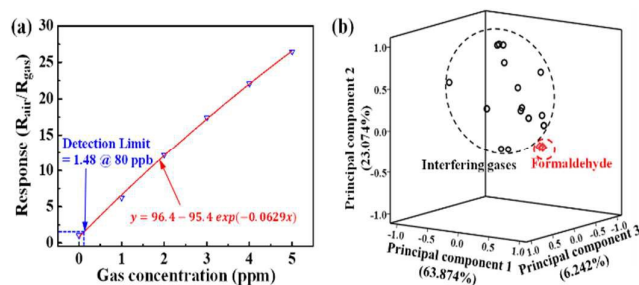 (a)
Response (R_air/R_gas)
30
25
20
15
10
5
0
Detection Limit
= 1.48 @ 80 ppb
y = 96.4 − 95.4 exp(−0.0629x)
0 1 2 3 4 5
Gas concentration (ppm)
(b)
Principal component 2
(23.074%)
1.0
0.5
0.0
-0.5
-1.0
Interfering gases
Formaldehyde
-1.0
-0.5
0.0
0.5
1.0
Principal component 1
(63.874%)
-1.0
-0.5
0.0
0.5
1.0
Principal component 3
(6.242%)